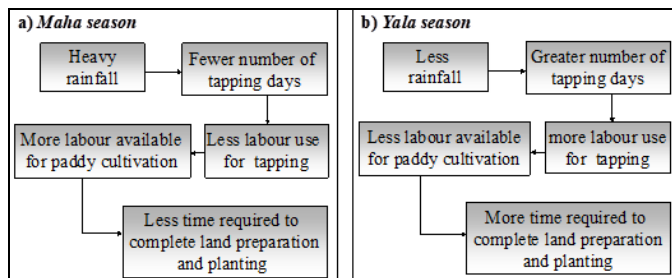 a) Maha season
Heavy
rainfall
Fewer number of
tapping days
Less labour use
for tapping
More labour available
for paddy cultivation
Less time required to
complete land preparation
and planting
b) Yala season
Less
rainfall
Greater number of
tapping days
more labour use
for tapping
Less labour available
for paddy cultivation
More time required to
complete land preparation
and planting